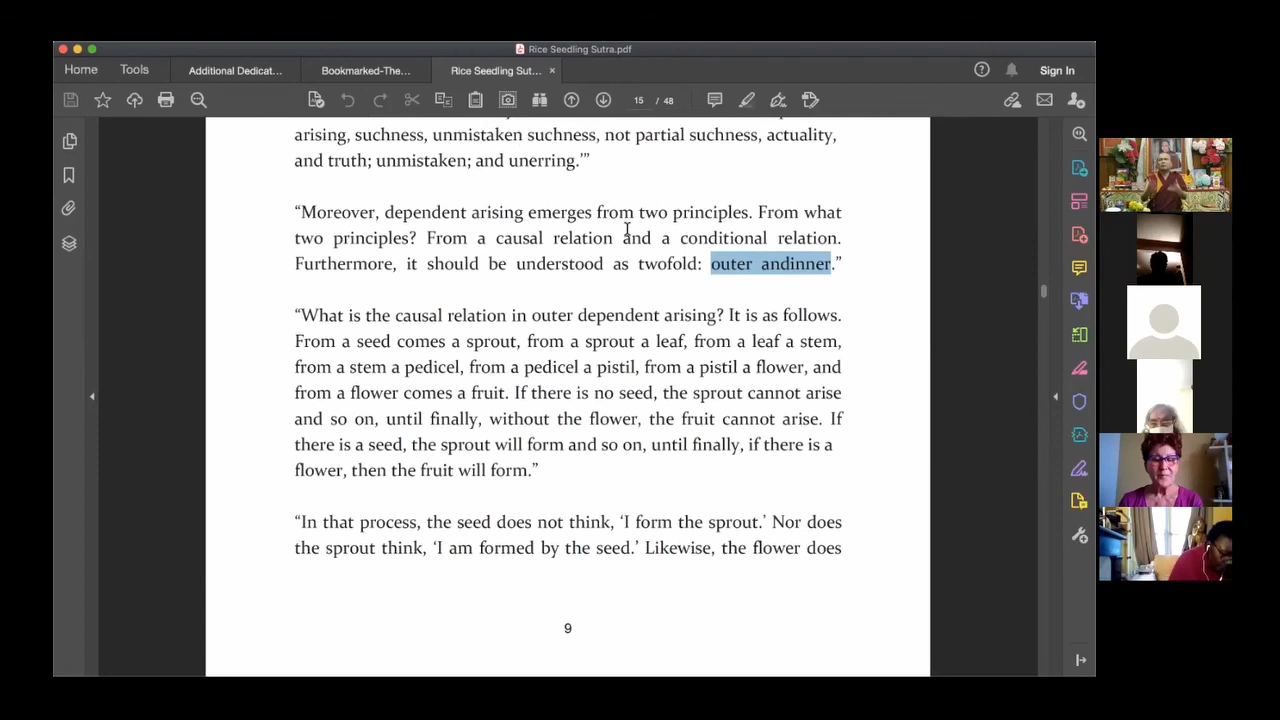 Rice Seedling Sutra.pdf
Home Tools Additional Dedicat... Bookmarked-The... Rice Seedling Sut... × Sign In
15 / 48
arising, suchness, unmistaken suchness, not partial suchness, actuality,
and truth; unmistaken; and unerring.’”
“Moreover, dependent arising emerges from two principles. From what
two principles? From a causal relation and a conditional relation.
Furthermore, it should be understood as twofold: outer andinner.”
“What is the causal relation in outer dependent arising? It is as follows.
From a seed comes a sprout, from a sprout a leaf, from a leaf a stem,
from a stem a pedicel, from a pedicel a pistil, from a pistil a flower, and
from a flower comes a fruit. If there is no seed, the sprout cannot arise
and so on, until finally, without the flower, the fruit cannot arise. If
there is a seed, the sprout will form and so on, until finally, if there is a
flower, then the fruit will form.”
“In that process, the seed does not think, ‘I form the sprout.’ Nor does
the sprout think, ‘I am formed by the seed.’ Likewise, the flower does
9